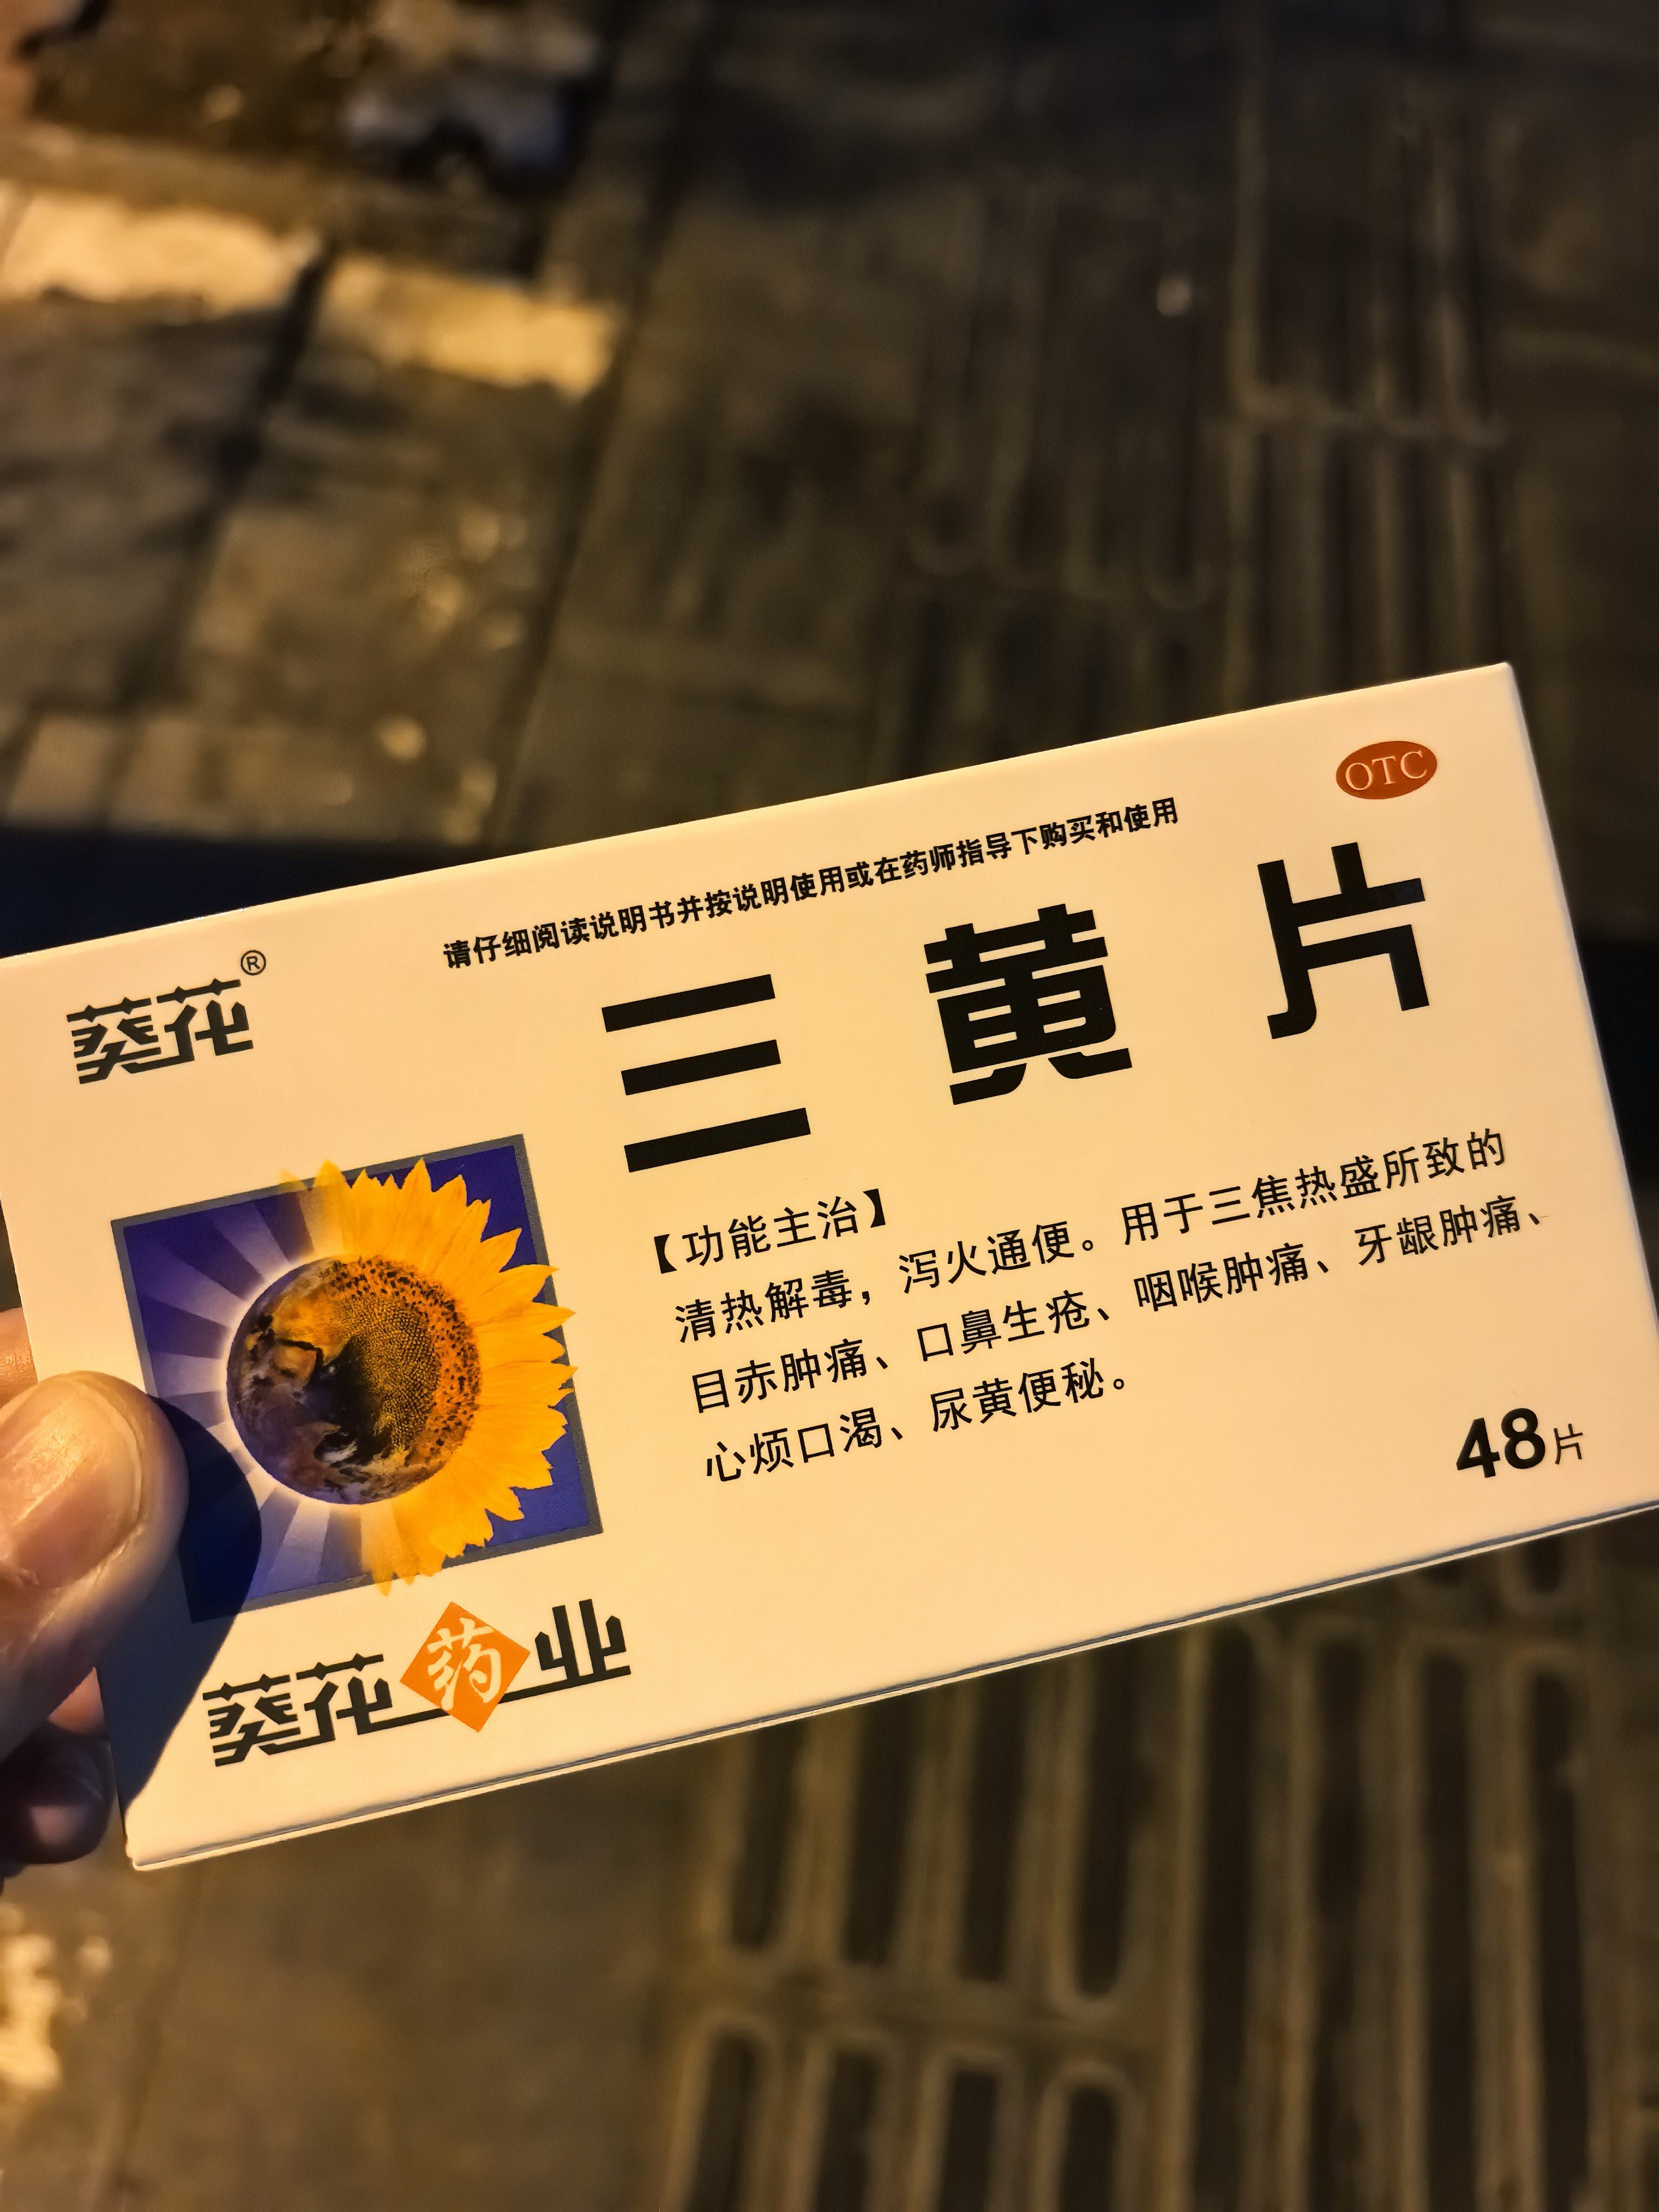 OTC
请仔细阅读说明书并按说明使用或在药师指导下购买和使用
葵花®
三黄片
【功能主治】
清热解毒，泻火通便。用于三焦热盛所致的
目赤肿痛、口鼻生疮、咽喉肿痛、牙龈肿痛、
心烦口渴、尿黄便秘。
48片
葵花药业